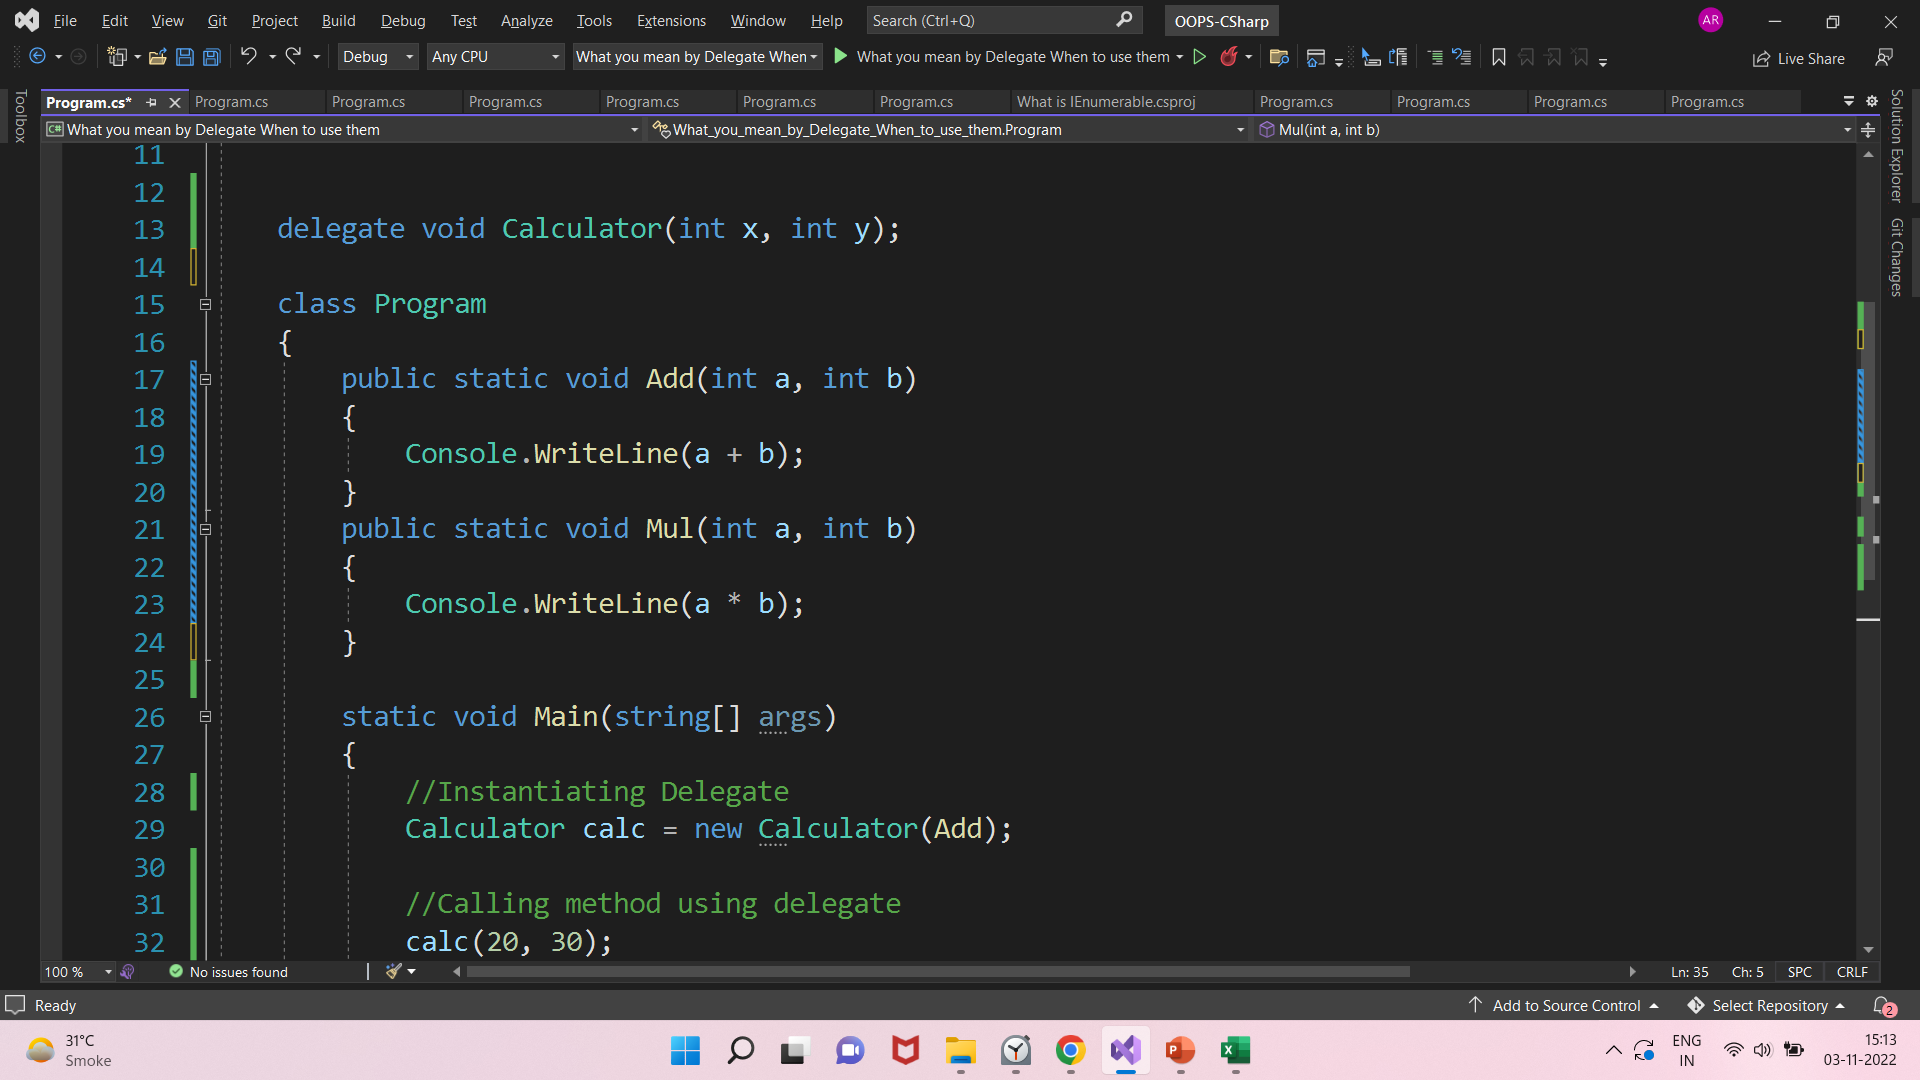 File Edit View Git Project Build Debug Test Analyze Tools Extensions Window Help Search (Ctrl+Q) OOPS-CSharp AR
Debug Any CPU What you mean by Delegate When What you mean by Delegate When to use them Live Share
Toolbox
Program.cs* Program.cs Program.cs Program.cs Program.cs Program.cs Program.cs What is IEnumerable.csproj Program.cs Program.cs Program.cs Program.cs
C# What you mean by Delegate When to use them What_you_mean_by_Delegate_When_to_use_them.Program Mul(int a, int b)
Solution Explorer
Git Changes
11
12
13 delegate void Calculator(int x, int y);
14
15 class Program
16 {
17 public static void Add(int a, int b)
18 {
19 Console.WriteLine(a + b);
20 }
21 public static void Mul(int a, int b)
22 {
23 Console.WriteLine(a * b);
24 }
25
26 static void Main(string[] args)
27 {
28 //Instantiating Delegate
29 Calculator calc = new Calculator(Add);
30
31 //Calling method using delegate
32 calc(20, 30);
100 % No issues found Ln: 35 Ch: 5 SPC CRLF
Ready Add to Source Control Select Repository 2
31°C
Smoke
ENG
IN
15:13
03-11-2022